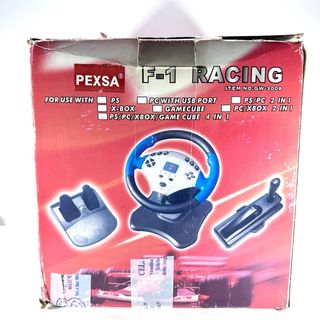 PEXSA®
F-1 RACING
ITEM NO.GW-3006
FOR USE WITH PS PC WITH USB PORT PS/PC 2 IN 1
X-BOX GAMECUBE PC/XBOX 2 IN 1
PS/PC/XBOX/GAME CUBE 4 IN 1